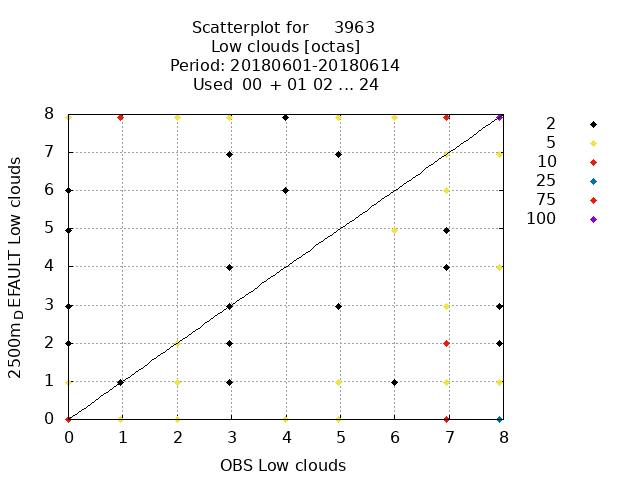 Scatterplot for 3963
Low clouds [octas]
Period: 20180601-20180614
Used 00 + 01 02 ... 24
2
5
10
25
75
100
8
7
6
5
4
3
2
1
0
2500m_DEFAULT Low clouds
0 1 2 3 4 5 6 7 8
OBS Low clouds